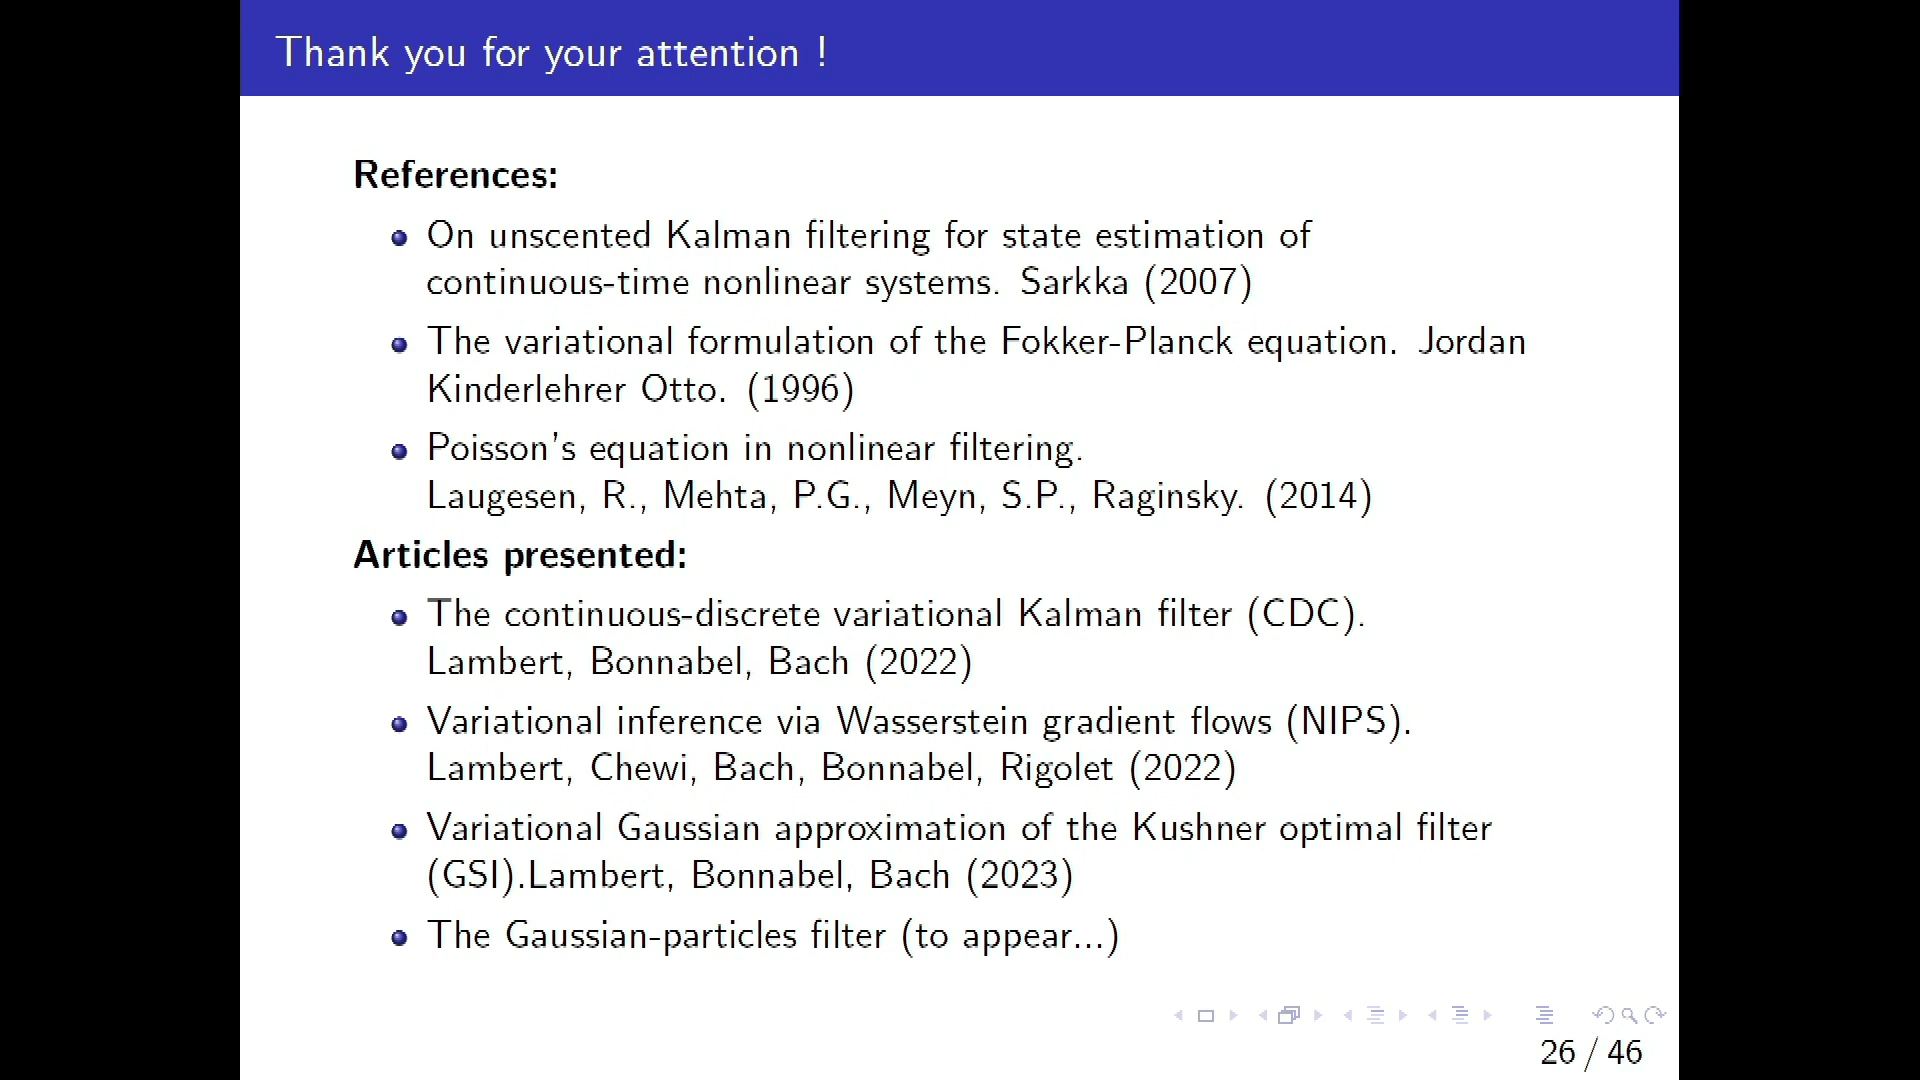 Thank you for your attention !
References:
On unscented Kalman filtering for state estimation of
continuous-time nonlinear systems. Sarkka (2007)
The variational formulation of the Fokker-Planck equation. Jordan
Kinderlehrer Otto. (1996)
Poisson's equation in nonlinear filtering.
Laugesen, R., Mehta, P.G., Meyn, S.P., Raginsky. (2014)
Articles presented:
The continuous-discrete variational Kalman filter (CDC).
Lambert, Bonnabel, Bach (2022)
Variational inference via Wasserstein gradient flows (NIPS).
Lambert, Chewi, Bach, Bonnabel, Rigolet (2022)
Variational Gaussian approximation of the Kushner optimal filter
(GSI).Lambert, Bonnabel, Bach (2023)
The Gaussian-particles filter (to appear...)
26 / 46